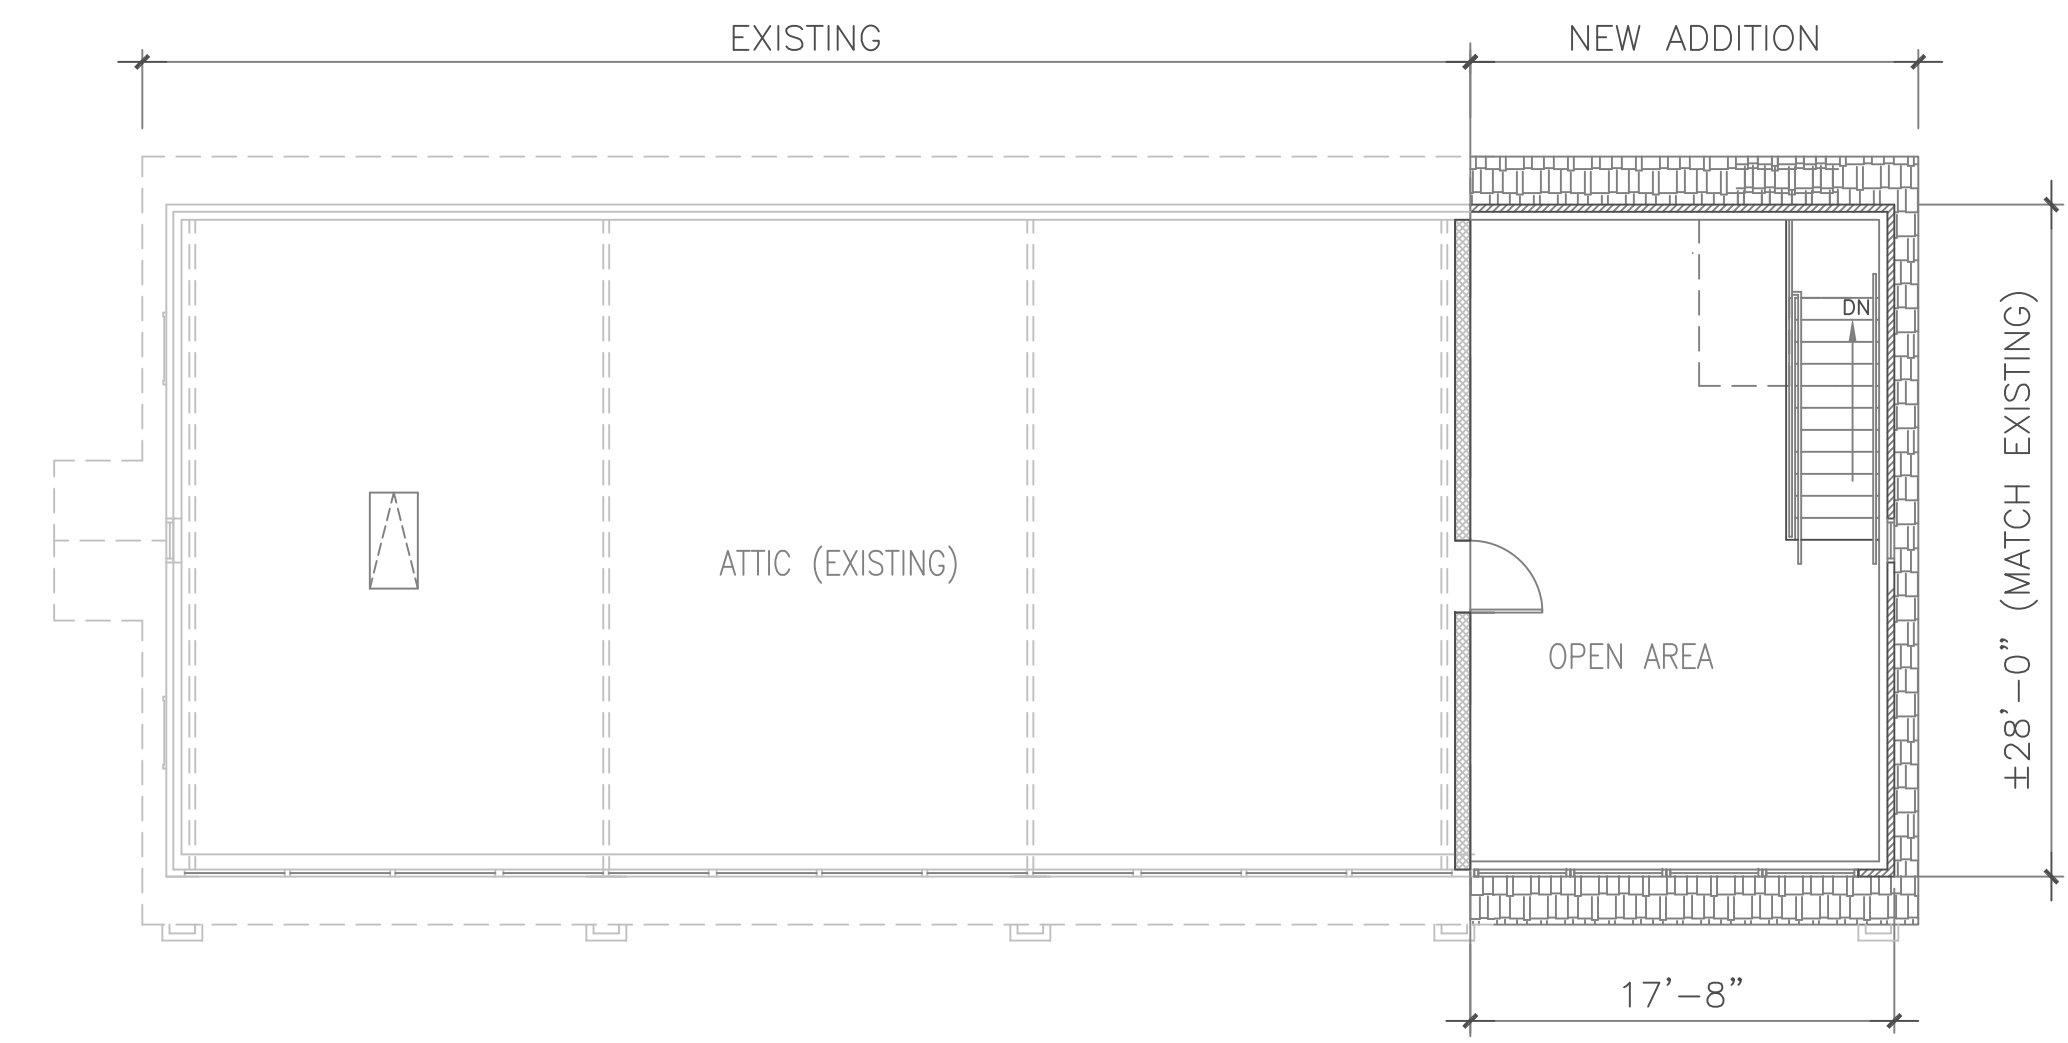 EXISTING
NEW ADDITION
DN
ATTIC (EXISTING)
OPEN AREA
±28’-0” (MATCH EXISTING)
17’-8”